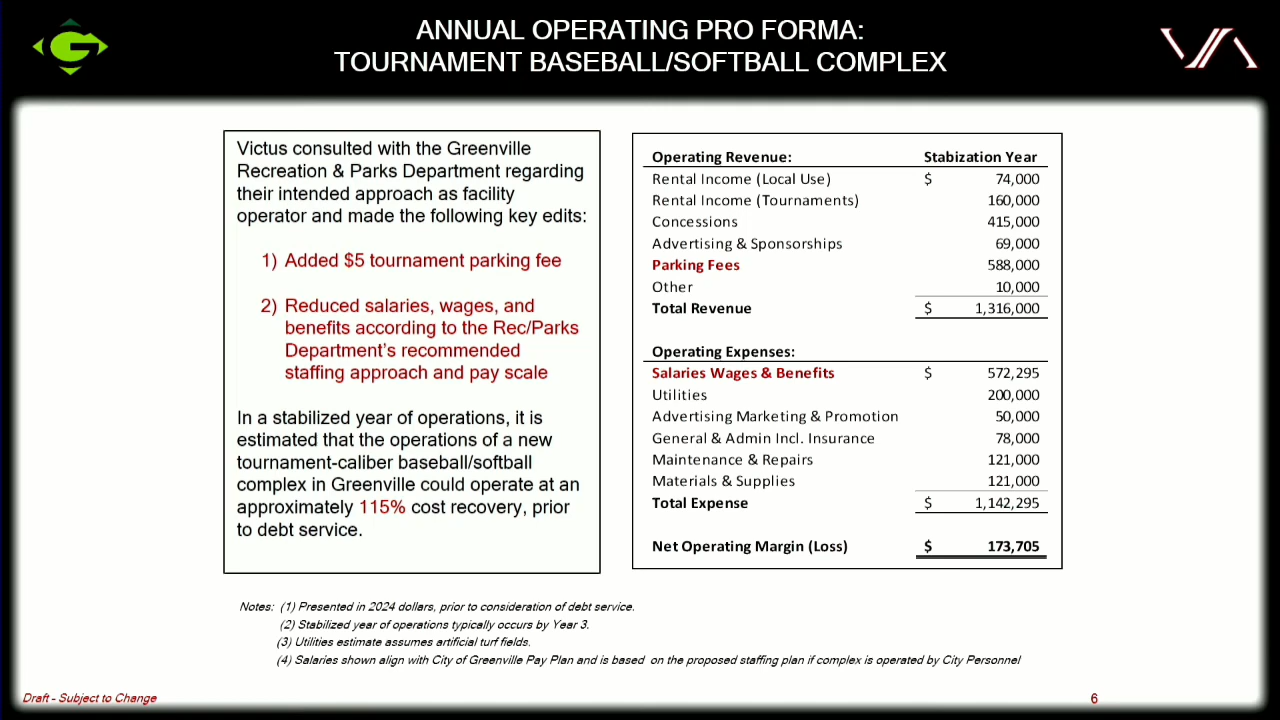 ANNUAL OPERATING PRO FORMA:
TOURNAMENT BASEBALL/SOFTBALL COMPLEX
G
Victus consulted with the Greenville
Recreation & Parks Department regarding
their intended approach as facility
operator and made the following key edits:
1) Added $5 tournament parking fee
2) Reduced salaries, wages, and
benefits according to the Rec/Parks
Department's recommended
staffing approach and pay scale
In a stabilized year of operations, it is
estimated that the operations of a new
tournament-caliber baseball/softball
complex in Greenville could operate at an
approximately 115% cost recovery, prior
to debt service.
Operating Revenue: Stabization Year
Rental Income (Local Use) $ 74,000
Rental Income (Tournaments) 160,000
Concessions 415,000
Advertising & Sponsorships 69,000
Parking Fees 588,000
Other 10,000
Total Revenue $ 1,316,000
Operating Expenses:
Salaries Wages & Benefits $ 572,295
Utilities 200,000
Advertising Marketing & Promotion 50,000
General & Admin Incl. Insurance 78,000
Maintenance & Repairs 121,000
Materials & Supplies 121,000
Total Expense $ 1,142,295
Net Operating Margin (Loss) $ 173,705
Notes: (1) Presented in 2024 dollars, prior to consideration of debt service.
(2) Stabilized year of operations typically occurs by Year 3.
(3) Utilities estimate assumes artificial turf fields.
(4) Salaries shown align with City of Greenville Pay Plan and is based on the proposed staffing plan if complex is operated by City Personnel
Draft - Subject to Change
6